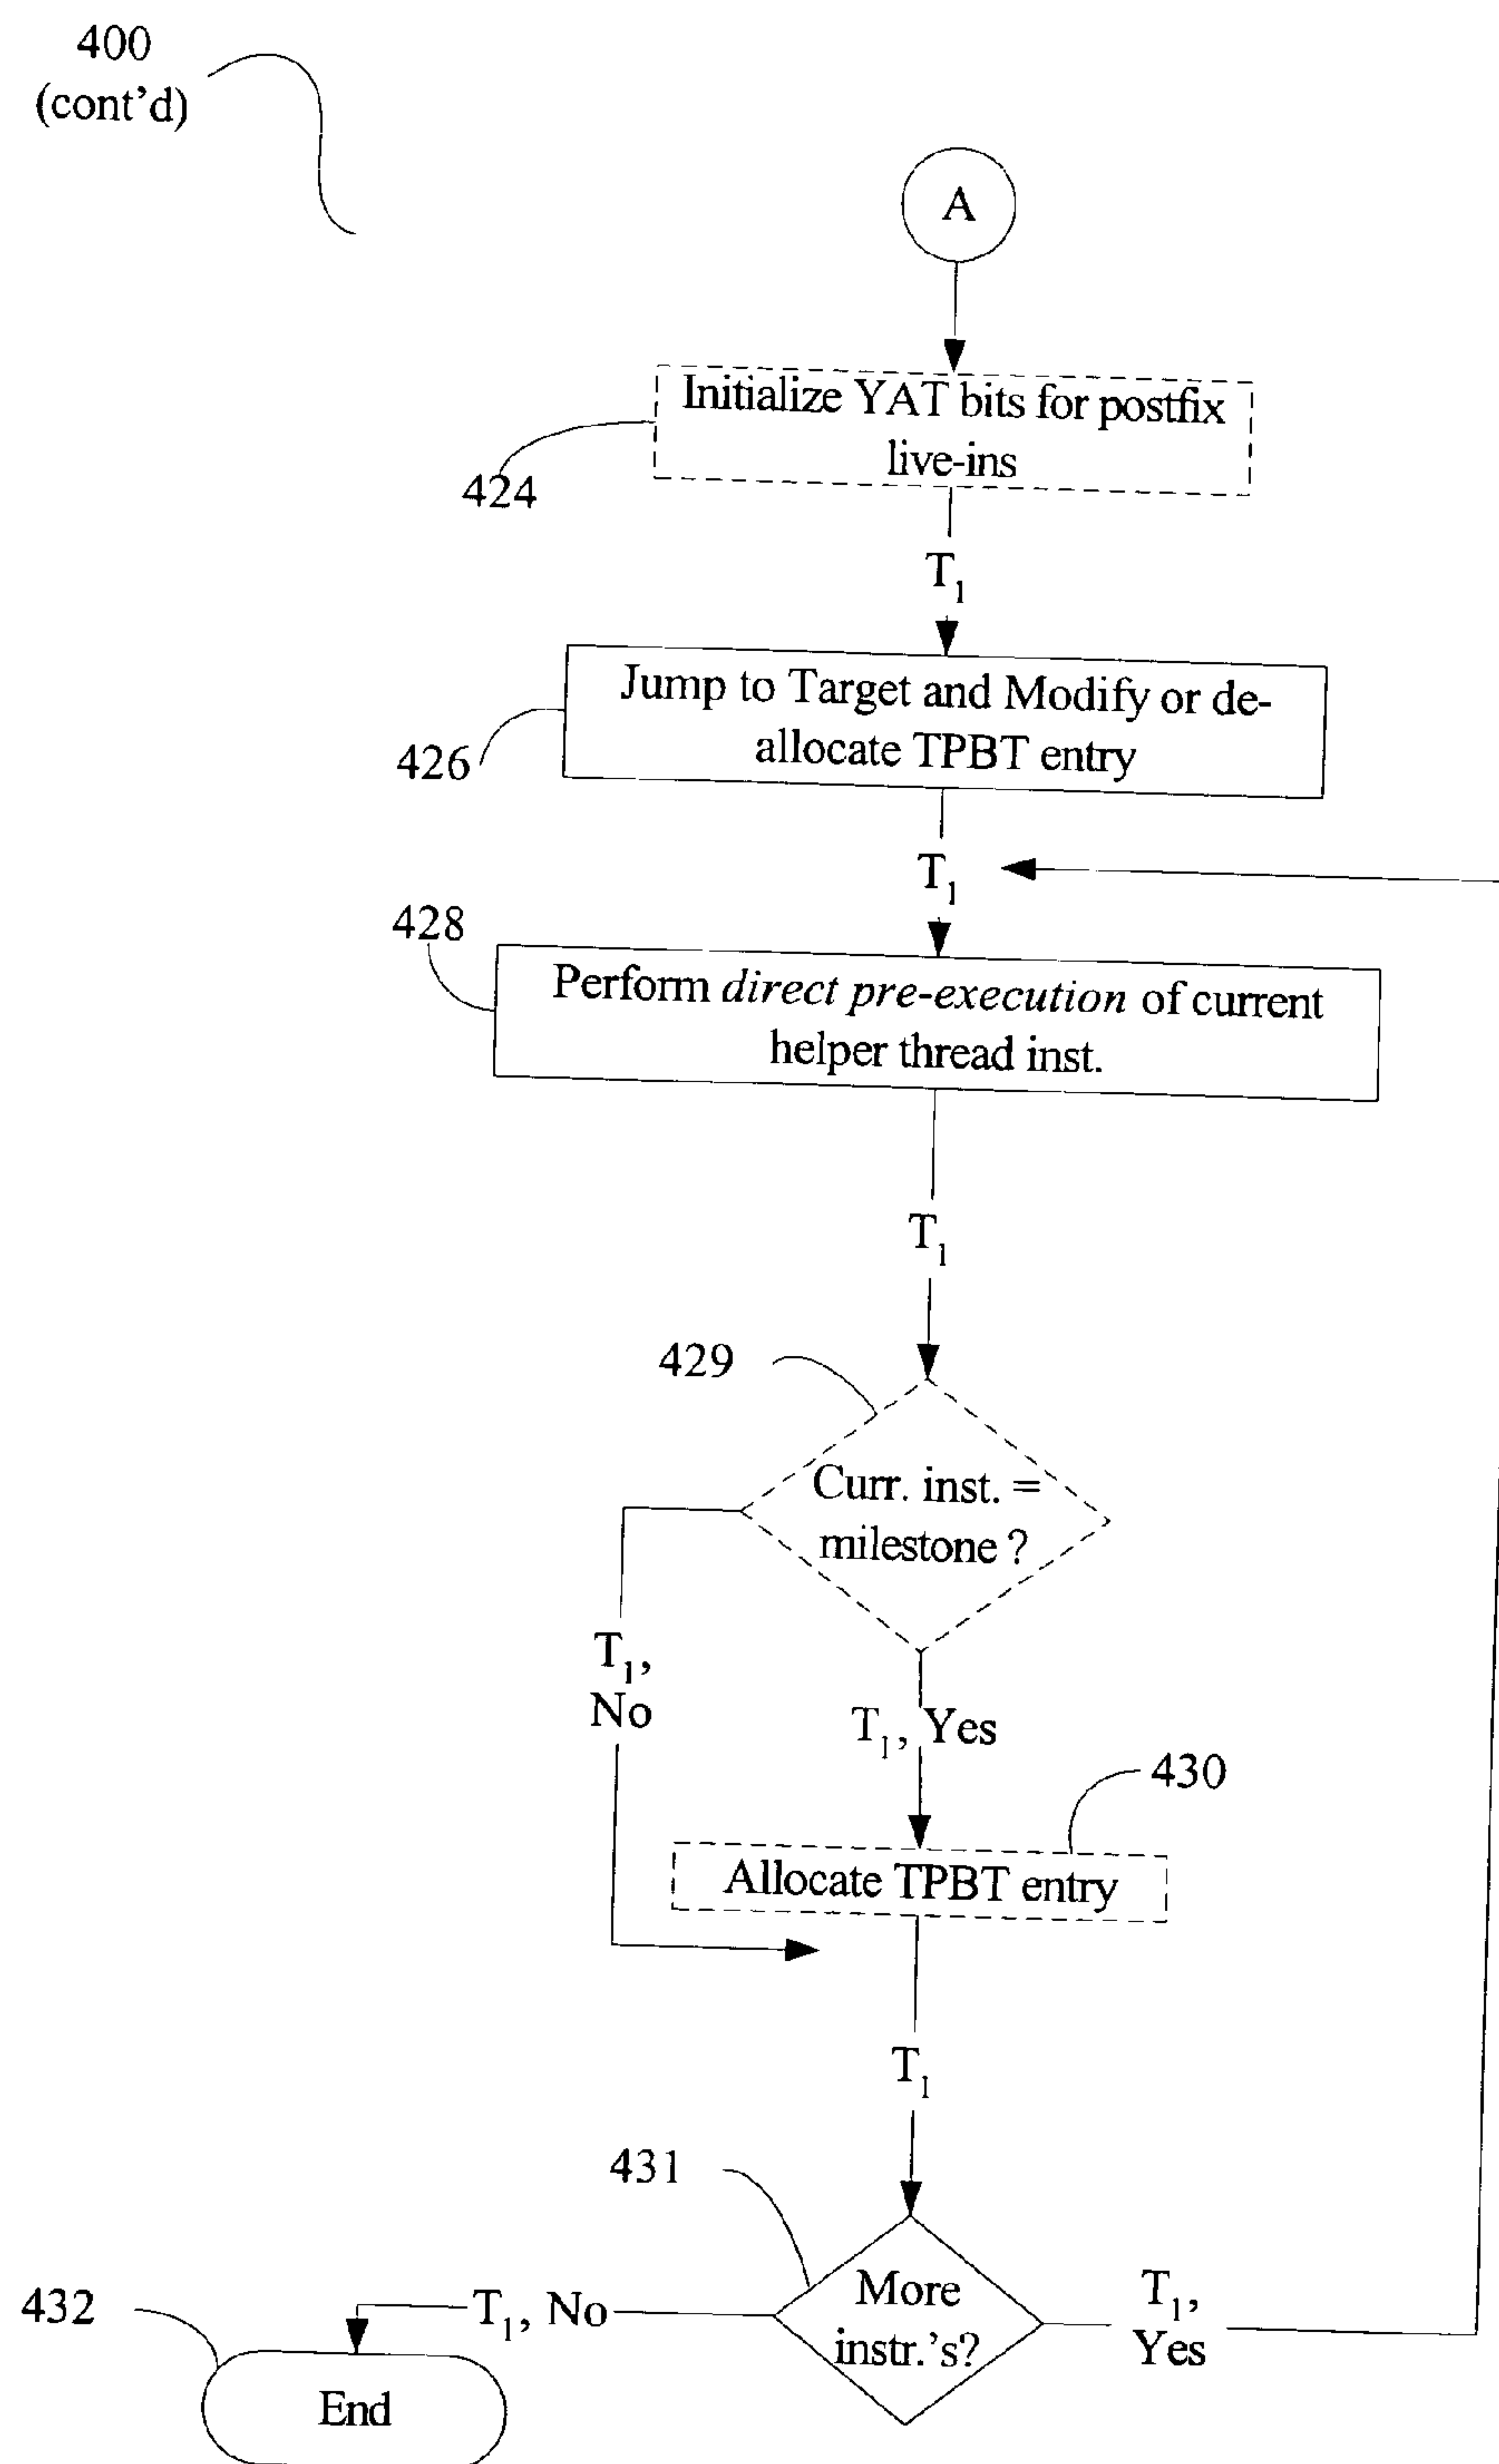 400
(cont’d)
A
Initialize YAT bits for postfix
live-ins
424
T₁
Jump to Target and Modify or de-
allocate TPBT entry
426
T₁
428
Perform direct pre-execution of current
helper thread inst.
T₁
429
Curr. inst. =
milestone ?
T₁,
No
T₁, Yes
430
Allocate TPBT entry
T₁
431
More
instr.'s?
T₁,
Yes
T₁, No
432
End